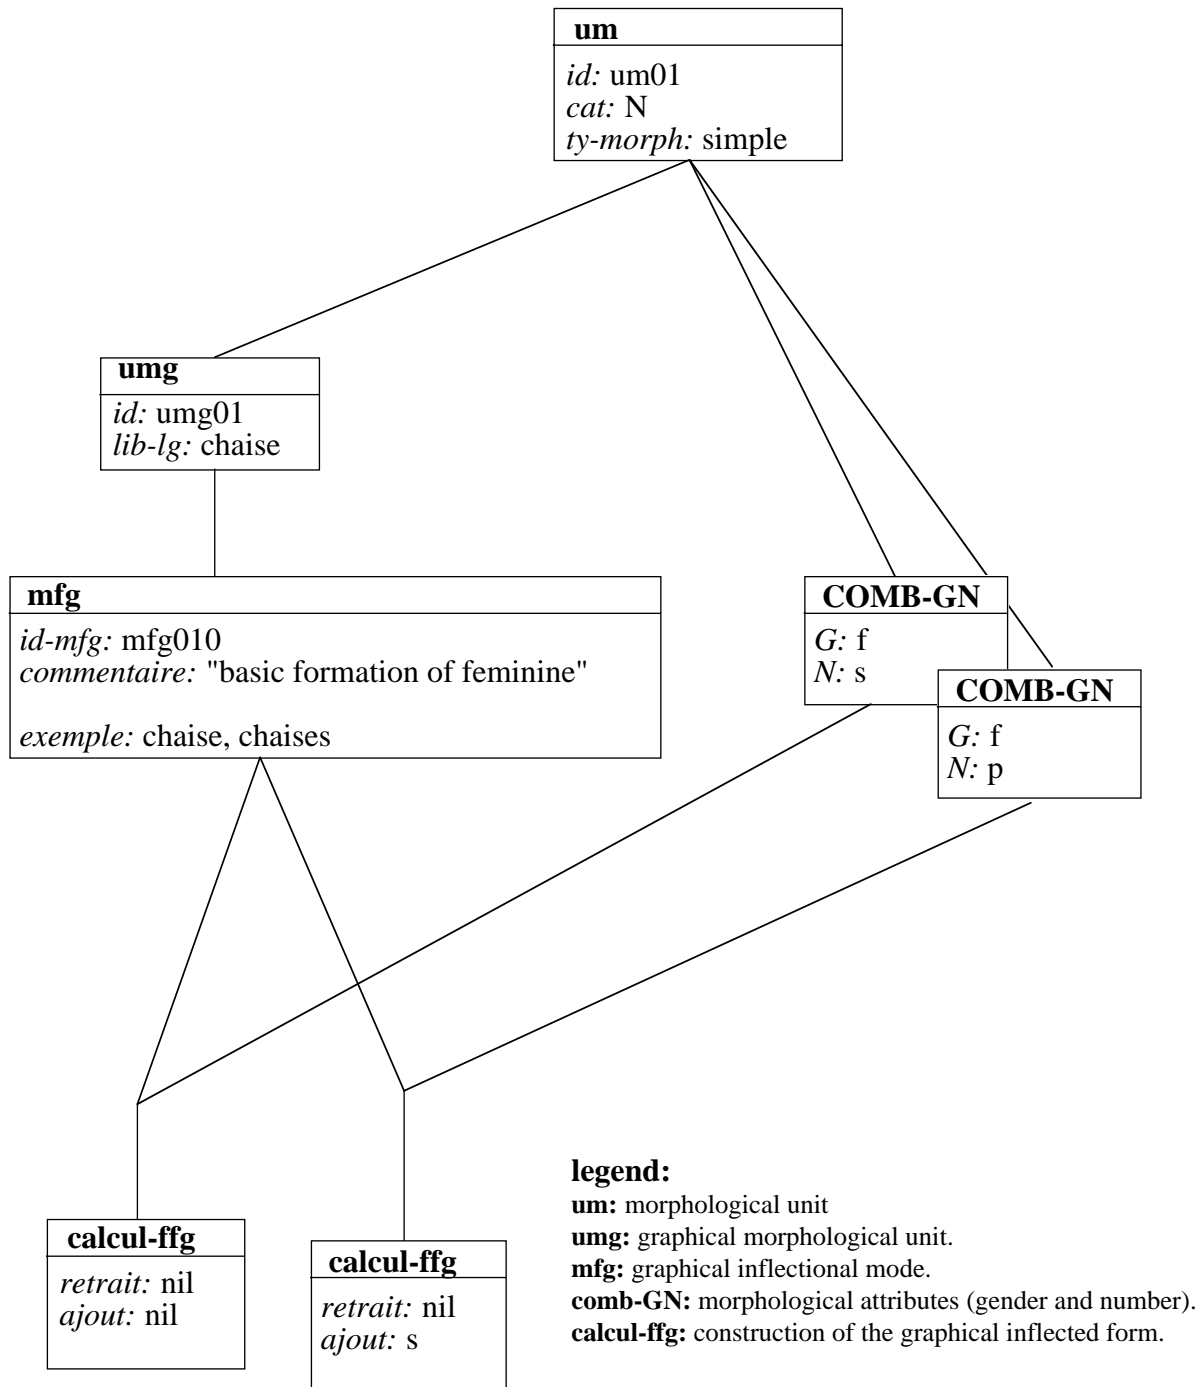 um
id: um01
cat: N
ty-morph: simple
umg
id: umg01
lib-lg: chaise
mfg
id-mfg: mfg010
commentaire: "basic formation of feminine"
exemple: chaise, chaises
COMB-GN
G: f
N: s
COMB-GN
G: f
N: p
calcul-ffg
retrait: nil
ajout: nil
calcul-ffg
retrait: nil
ajout: s
legend:
um: morphological unit
umg: graphical morphological unit.
mfg: graphical inflectional mode.
comb-GN: morphological attributes (gender and number).
calcul-ffg: construction of the graphical inflected form.